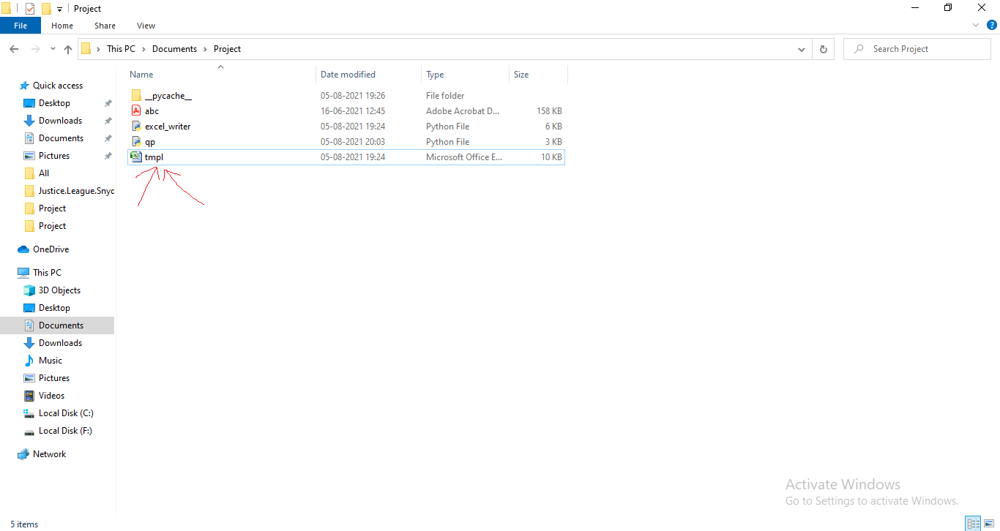 Project
File Home Share View
This PC > Documents > Project
Search Project
Name Date modified Type Size
__pycache__ 05-08-2021 19:26 File folder
abc 16-06-2021 12:45 Adobe Acrobat D... 158 KB
excel_writer 05-08-2021 19:24 Python File 6 KB
qp 05-08-2021 20:03 Python File 3 KB
tmpl 05-08-2021 19:24 Microsoft Office E... 10 KB
Quick access
Desktop
Downloads
Documents
Pictures
All
Justice.League.Snyc
Project
Project
OneDrive
This PC
3D Objects
Desktop
Documents
Downloads
Music
Pictures
Videos
Local Disk (C:)
Local Disk (F:)
Network
Activate Windows
Go to Settings to activate Windows.
5 items